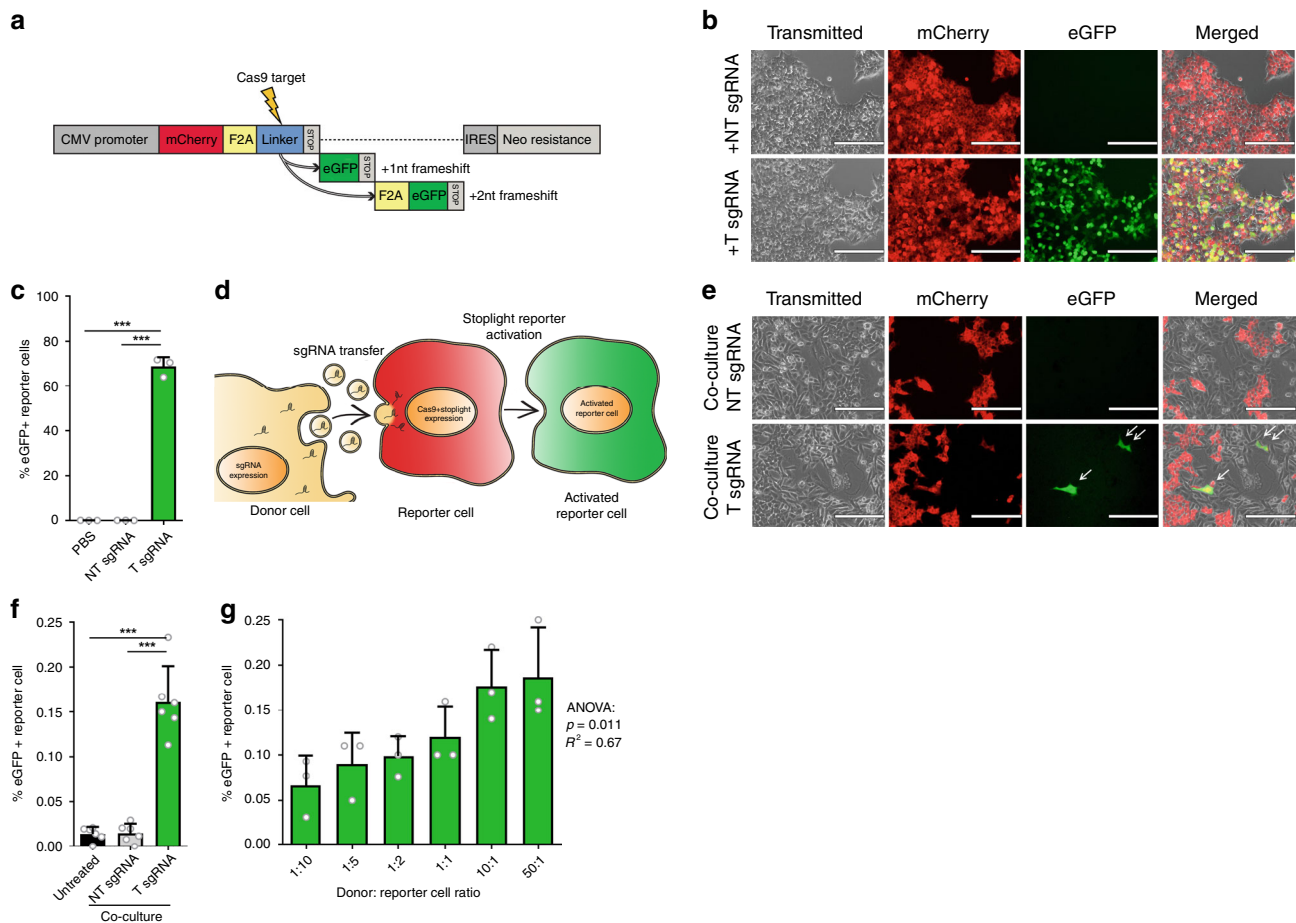 a
Cas9 target
CMV promoter mCherry F2A Linker STOP IRES Neo resistance
eGFP STOP +1nt frameshift
F2A eGFP STOP +2nt frameshift
b
Transmitted mCherry eGFP Merged
+NT sgRNA
+T sgRNA
c
% eGFP+ reporter cells
100
80
60
40
20
0
***
***
PBS
NT sgRNA
T sgRNA
d
sgRNA transfer
Stoplight reporter
activation
sgRNA
expression
Cas9+stoplight
expression
Activated
reporter cell
Donor cell
Reporter cell
Activated
reporter cell
e
Transmitted mCherry eGFP Merged
Co-culture
NT sgRNA
Co-culture
T sgRNA
f
% eGFP + reporter cell
0.25
0.20
0.15
0.10
0.05
0.00
***
***
Untreated
NT sgRNA
T sgRNA
Co-culture
g
% eGFP + reporter cell
0.25
0.20
0.15
0.10
0.05
0.00
1:10
1:5
1:2
1:1
10:1
50:1
Donor: reporter cell ratio
ANOVA:
p = 0.011
R² = 0.67